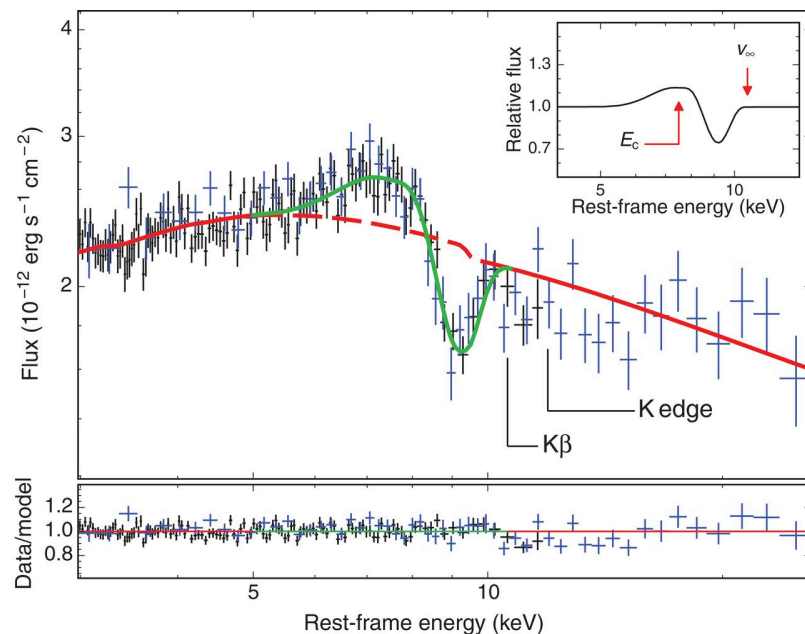 4
3
2
Flux (10⁻¹² erg s⁻¹ cm⁻²)
1.3
1.0
0.7
Relative flux
v∞
E_c
5 10
Rest-frame energy (keV)
K edge
Kβ
1.2
1.0
0.8
Data/model
5 10
Rest-frame energy (keV)